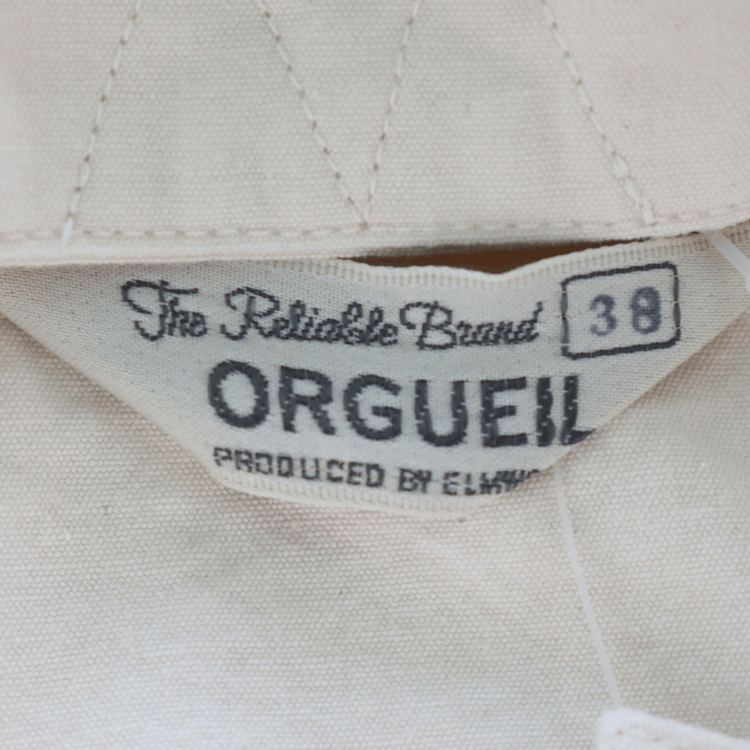 The Reliable Brand 38
ORGUEIL
PRODUCED BY